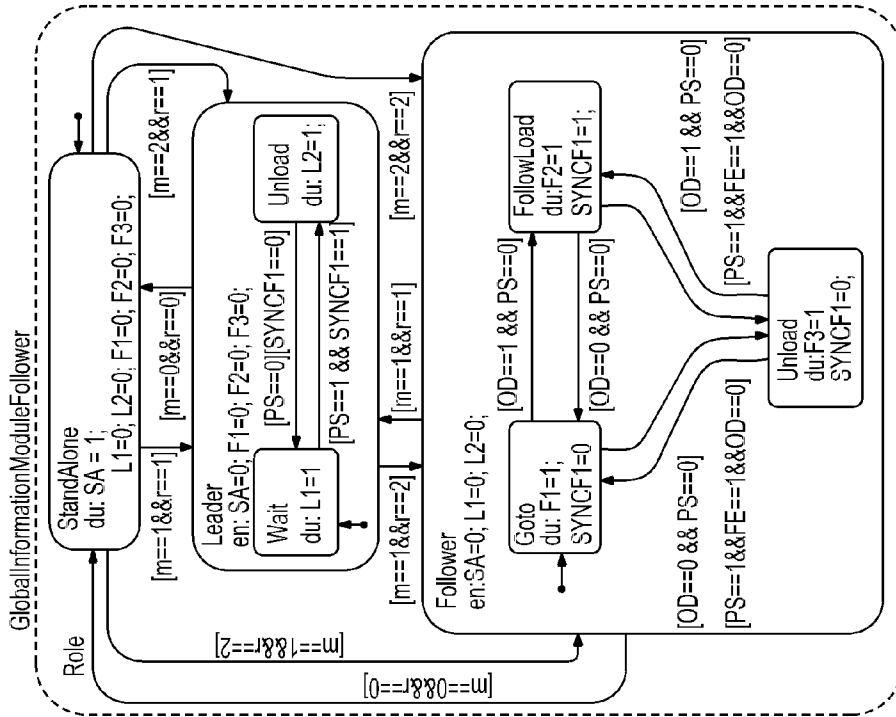 GlobalInformationModuleFollower
Role
StandAlone
du: SA = 1;
L1=0; L2=0; F1=0; F2=0; F3=0;
[m==1&&r==1]
[m==0&&r==0]
[m==2&&r==1]
Leader
en: SA=0; F1=0; F2=0; F3=0;
Wait
du: L1=1
[PS==0][SYNCF1==0]
[PS==1 && SYNCF1==1]
Unload
du: L2=1;
[m==1&&r==2]
[m==0&&r==0]
[m==1&&r==2]
[m==1&&r==1]
[m==2&&r==2]
Follower
en:SA=0; L1=0; L2=0;
Goto
du: F1=1;
SYNCF1=0
[OD==1 && PS==0]
[OD==0 && PS==0]
FollowLoad
du:F2=1
SYNCF1=1;
[OD==0 && PS==0]
[PS==1&&FE==1&&OD==0]
Unload
du:F3=1
SYNCF1=0;
[OD==1 && PS==0]
[PS==1&&FE==1&&OD==0]